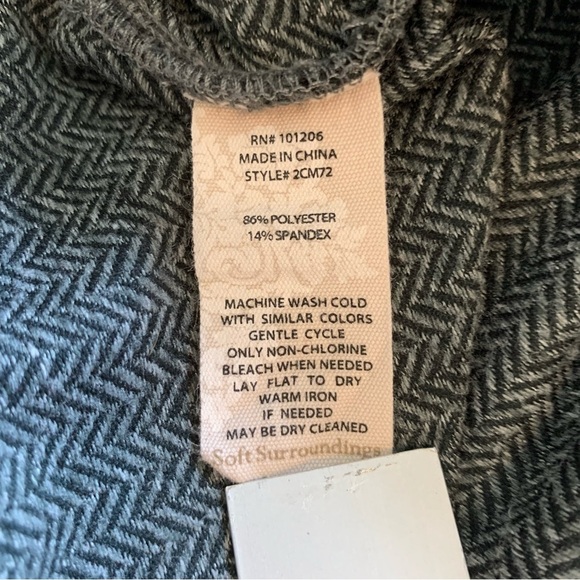 RN# 101206
MADE IN CHINA
STYLE# 2CM72
86% POLYESTER
14% SPANDEX
MACHINE WASH COLD
WITH SIMILAR COLORS
GENTLE CYCLE
ONLY NON-CHLORINE
BLEACH WHEN NEEDED
LAY FLAT TO DRY
WARM IRON
IF NEEDED
MAY BE DRY CLEANED
Soft Surroundings